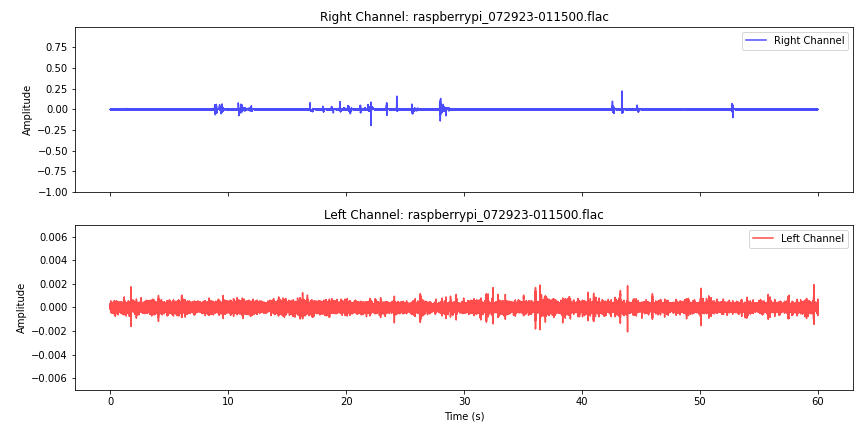 Right Channel: raspberrypi_072923-011500.flac
Right Channel
0.75
0.50
0.25
0.00
−0.25
−0.50
−0.75
−1.00
Amplitude
Left Channel: raspberrypi_072923-011500.flac
Left Channel
0.006
0.004
0.002
0.000
−0.002
−0.004
−0.006
Amplitude
0 10 20 30 40 50 60
Time (s)